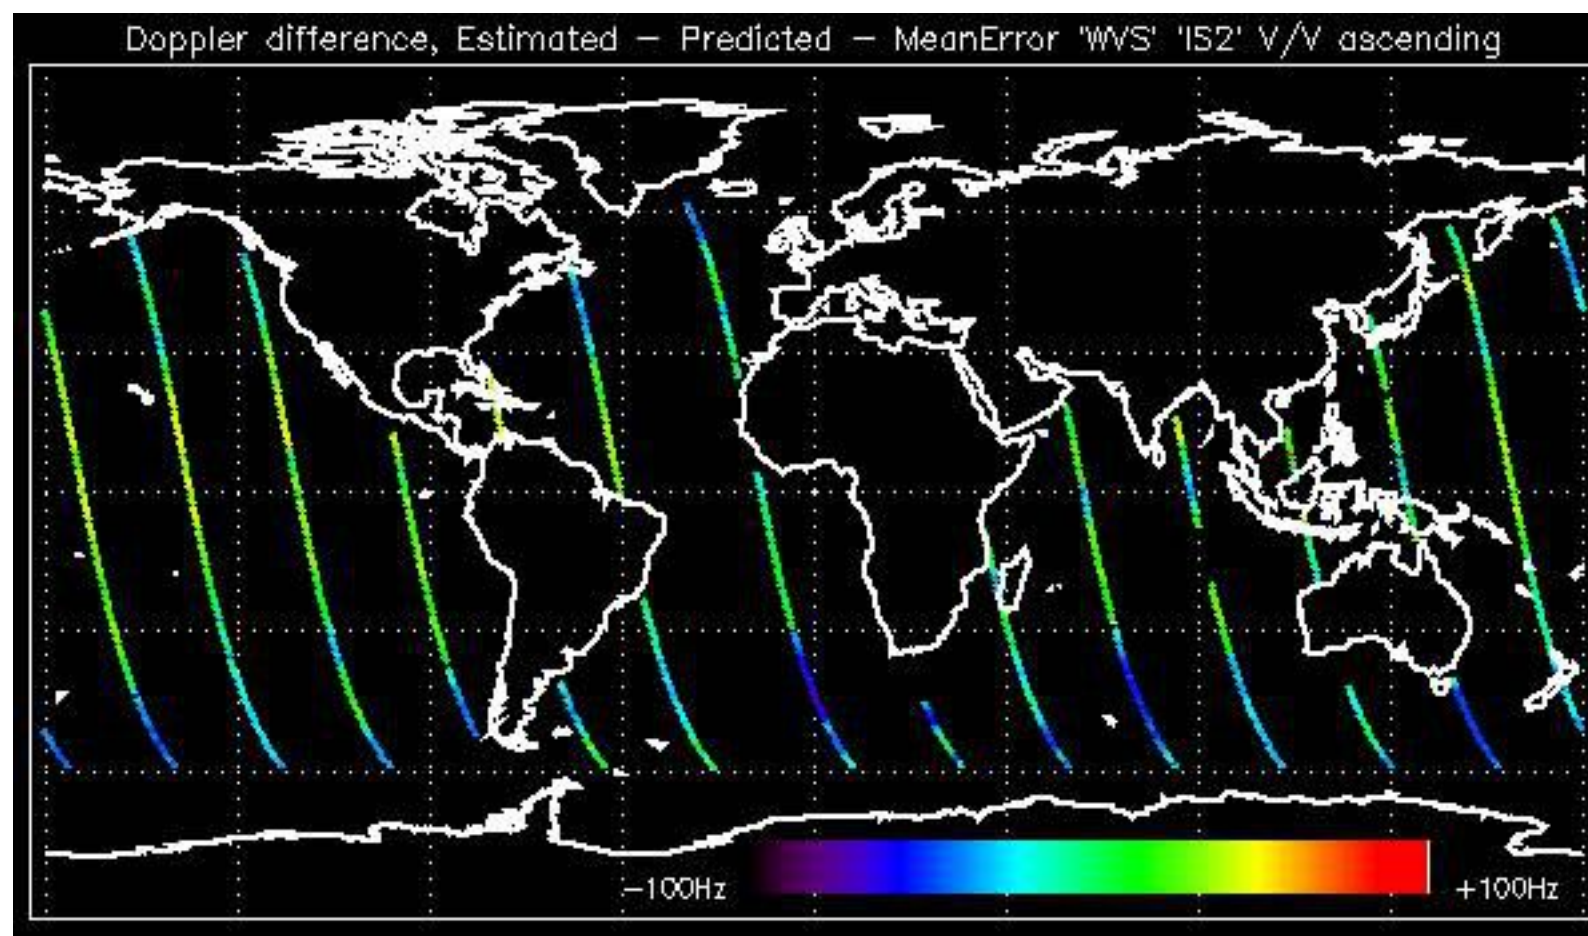 Doppler difference, Estimated – Predicted – MeanError 'WVS' 'IS2' V/V ascending
–100Hz +100Hz